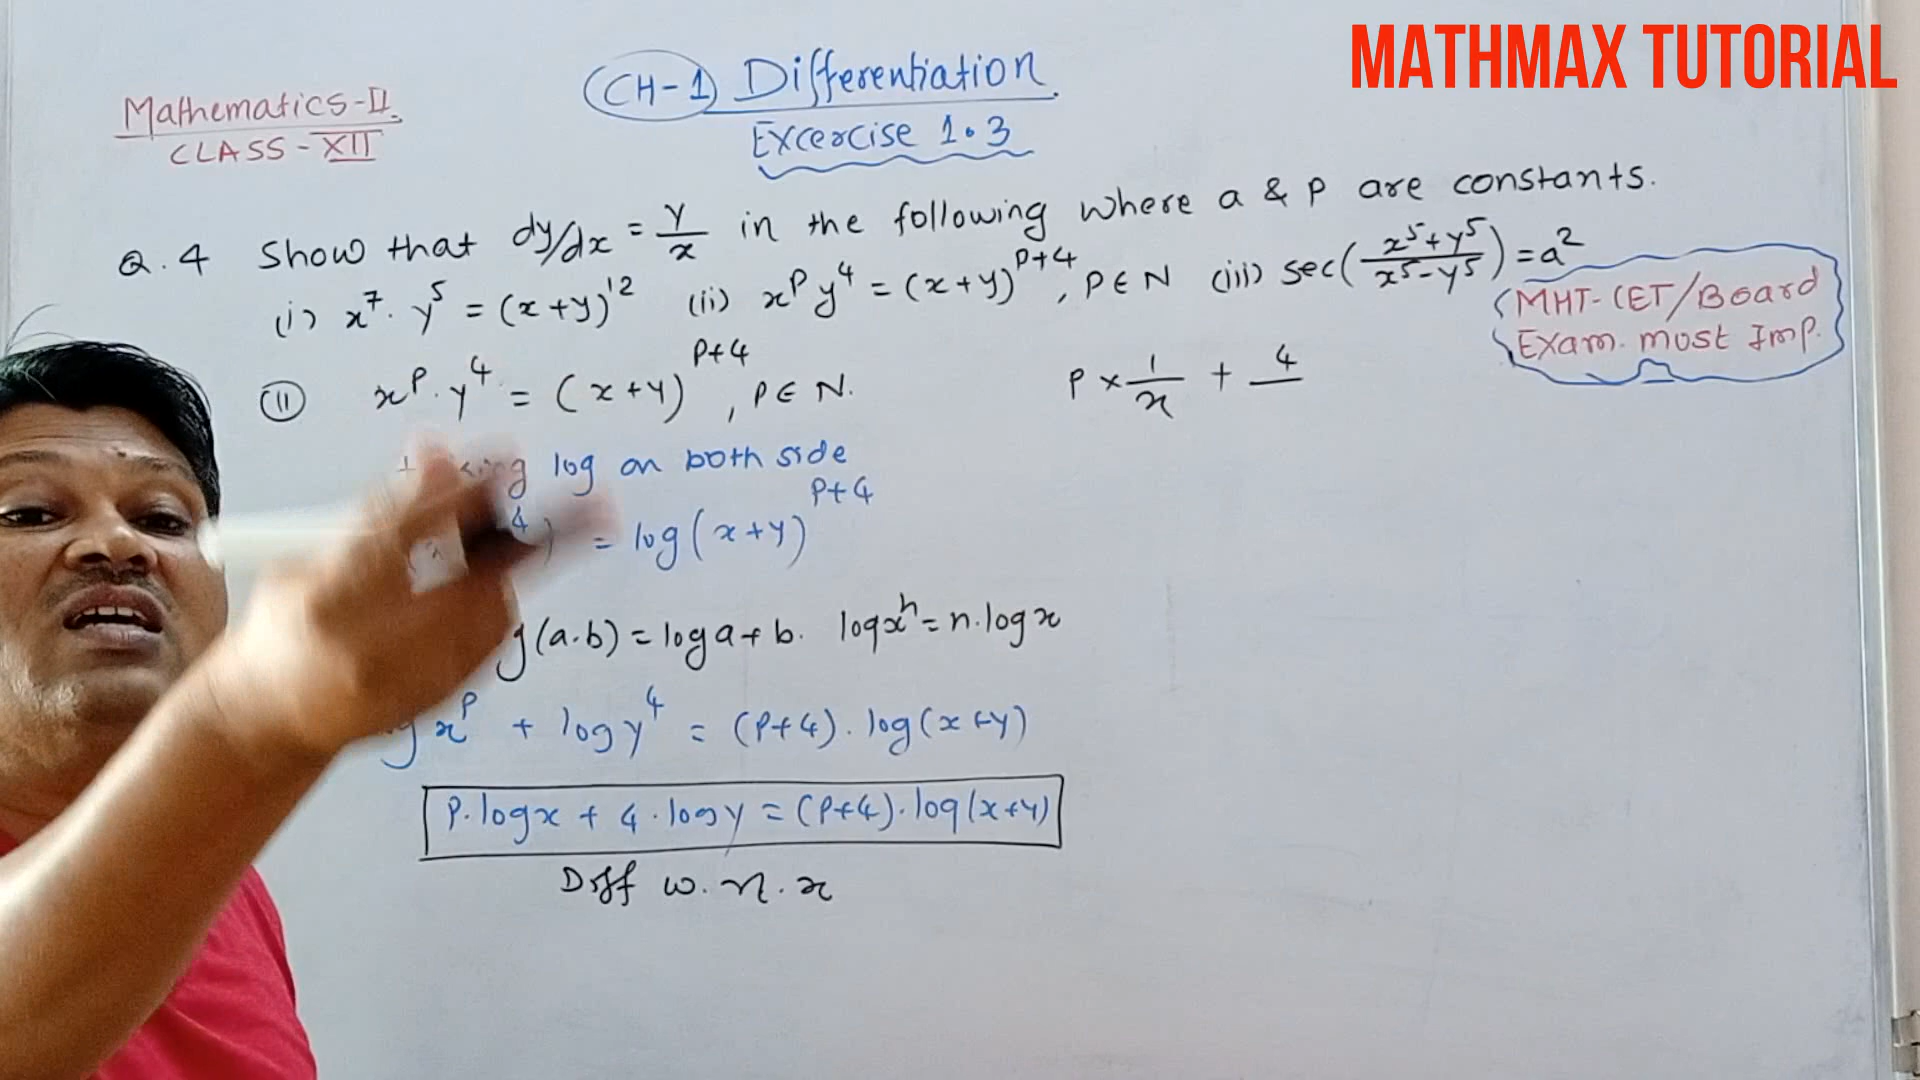 MATHMAX TUTORIAL
Mathematics-II.
CLASS-XII
CH-1 Differentiation
Excercise 1.3
Q.4 Show that dy/dx = y/x in the following where a & p are constants.
(i) x⁷·y⁵ = (x+y)¹² (ii) xᵖy⁴ = (x+y)ᵖ⁺⁴, P∈N (iii) sec(x⁵+y⁵/x⁵-y⁵) = a²
MHT-CET/Board
Exam. most Imp.
(ii) xᵖ·y⁴ = (x+y)ᵖ⁺⁴, P∈N.
P × 1/x + 4
log on both side
⁴) = log(x+y)ᵖ⁺⁴
g(a·b) = log a + b. log xⁿ = n·log x
xᵖ + log y⁴ = (P+4)·log(x+y)
P·log x + 4·log y = (P+4)·log(x+y)
Diff w.r.x